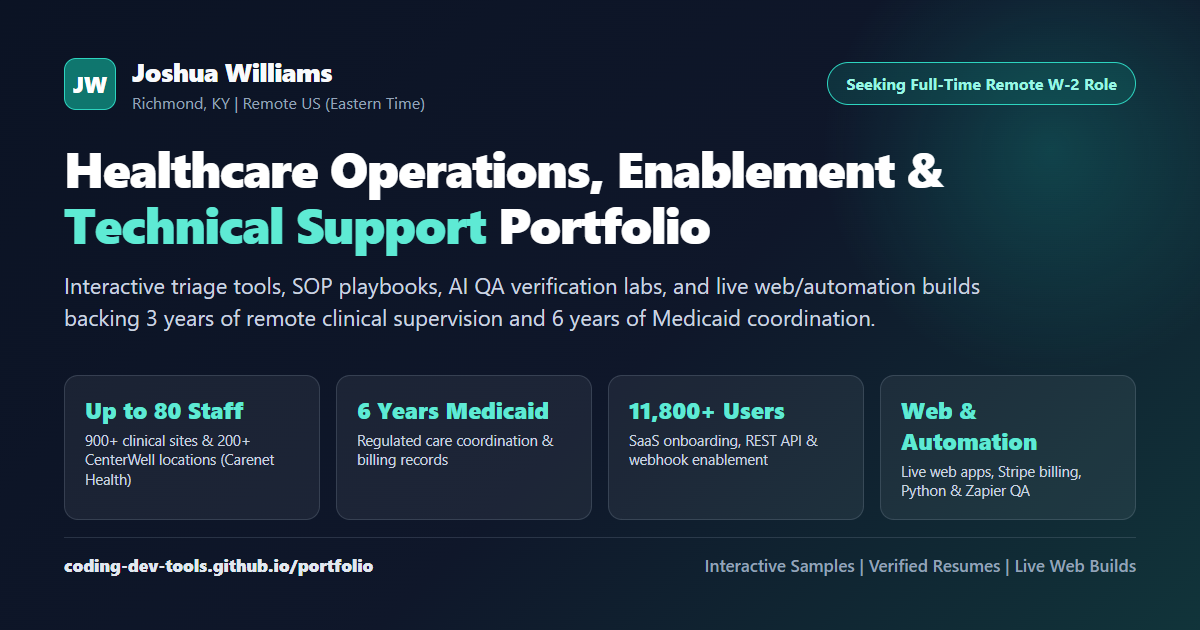 JW
Joshua Williams
Richmond, KY | Remote US (Eastern Time)
Seeking Full-Time Remote W-2 Role
Healthcare Operations, Enablement &
Technical Support Portfolio
Interactive triage tools, SOP playbooks, AI QA verification labs, and live web/automation builds
backing 3 years of remote clinical supervision and 6 years of Medicaid coordination.
Up to 80 Staff
900+ clinical sites & 200+
CenterWell locations (Carenet
Health)
6 Years Medicaid
Regulated care coordination &
billing records
11,800+ Users
SaaS onboarding, REST API &
webhook enablement
Web &
Automation
Live web apps, Stripe billing,
Python & Zapier QA
coding-dev-tools.github.io/portfolio
Interactive Samples | Verified Resumes | Live Web Builds